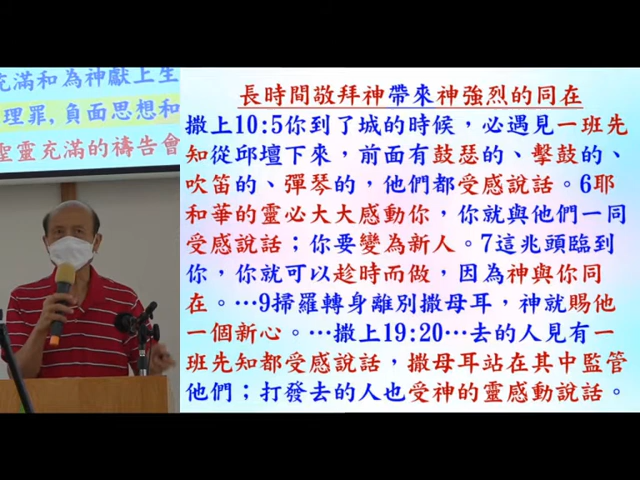 充滿和為神獻上生
理罪,負面思想和
聖靈充滿的禱告會
長時間敬拜神帶來神強烈的同在
撒上10:5你到了城的時候，必遇見一班先
知從邱壇下來，前面有鼓瑟的、擊鼓的、
吹笛的、彈琴的，他們都受感說話。6耶
和華的靈必大大感動你，你就與他們一同
受感說話；你要變為新人。7這兆頭臨到
你，你就可以趁時而做，因為神與你同
在。…9掃羅轉身離別撒母耳，神就賜他
一個新心。…撒上19:20…去的人見有一
班先知都受感說話，撒母耳站在其中監管
他們；打發去的人也受神的靈感動說話。